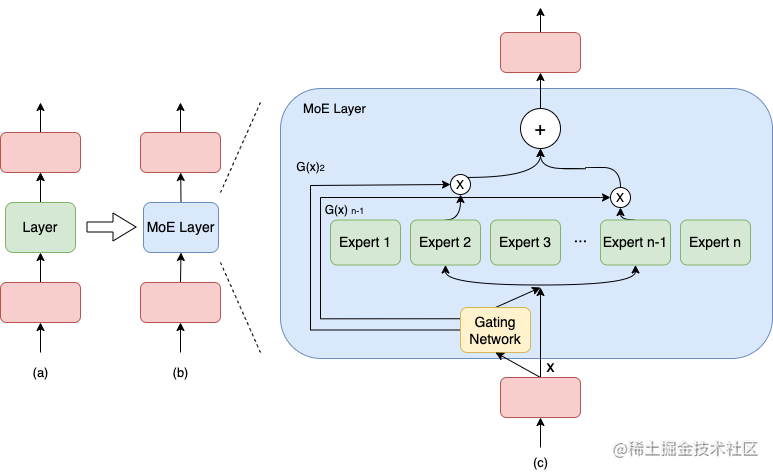 Layer
(a)
MoE Layer
(b)
MoE Layer
+
G(x)2
X
X
G(x) n-1
Expert 1
Expert 2
Expert 3
...
Expert n-1
Expert n
Gating
Network
X
(c)
@稀土掘金技术社区